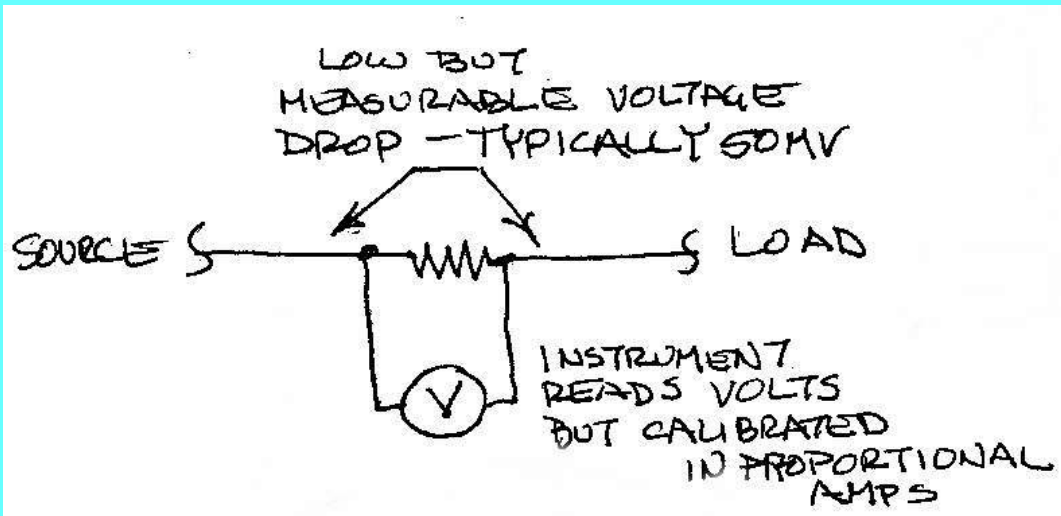 LOW BUT
MEASURABLE VOLTAGE
DROP — TYPICALLY 50MV
SOURCE
LOAD
V
INSTRUMENT
READS VOLTS
BUT CALIBRATED
IN PROPORTIONAL
AMPS